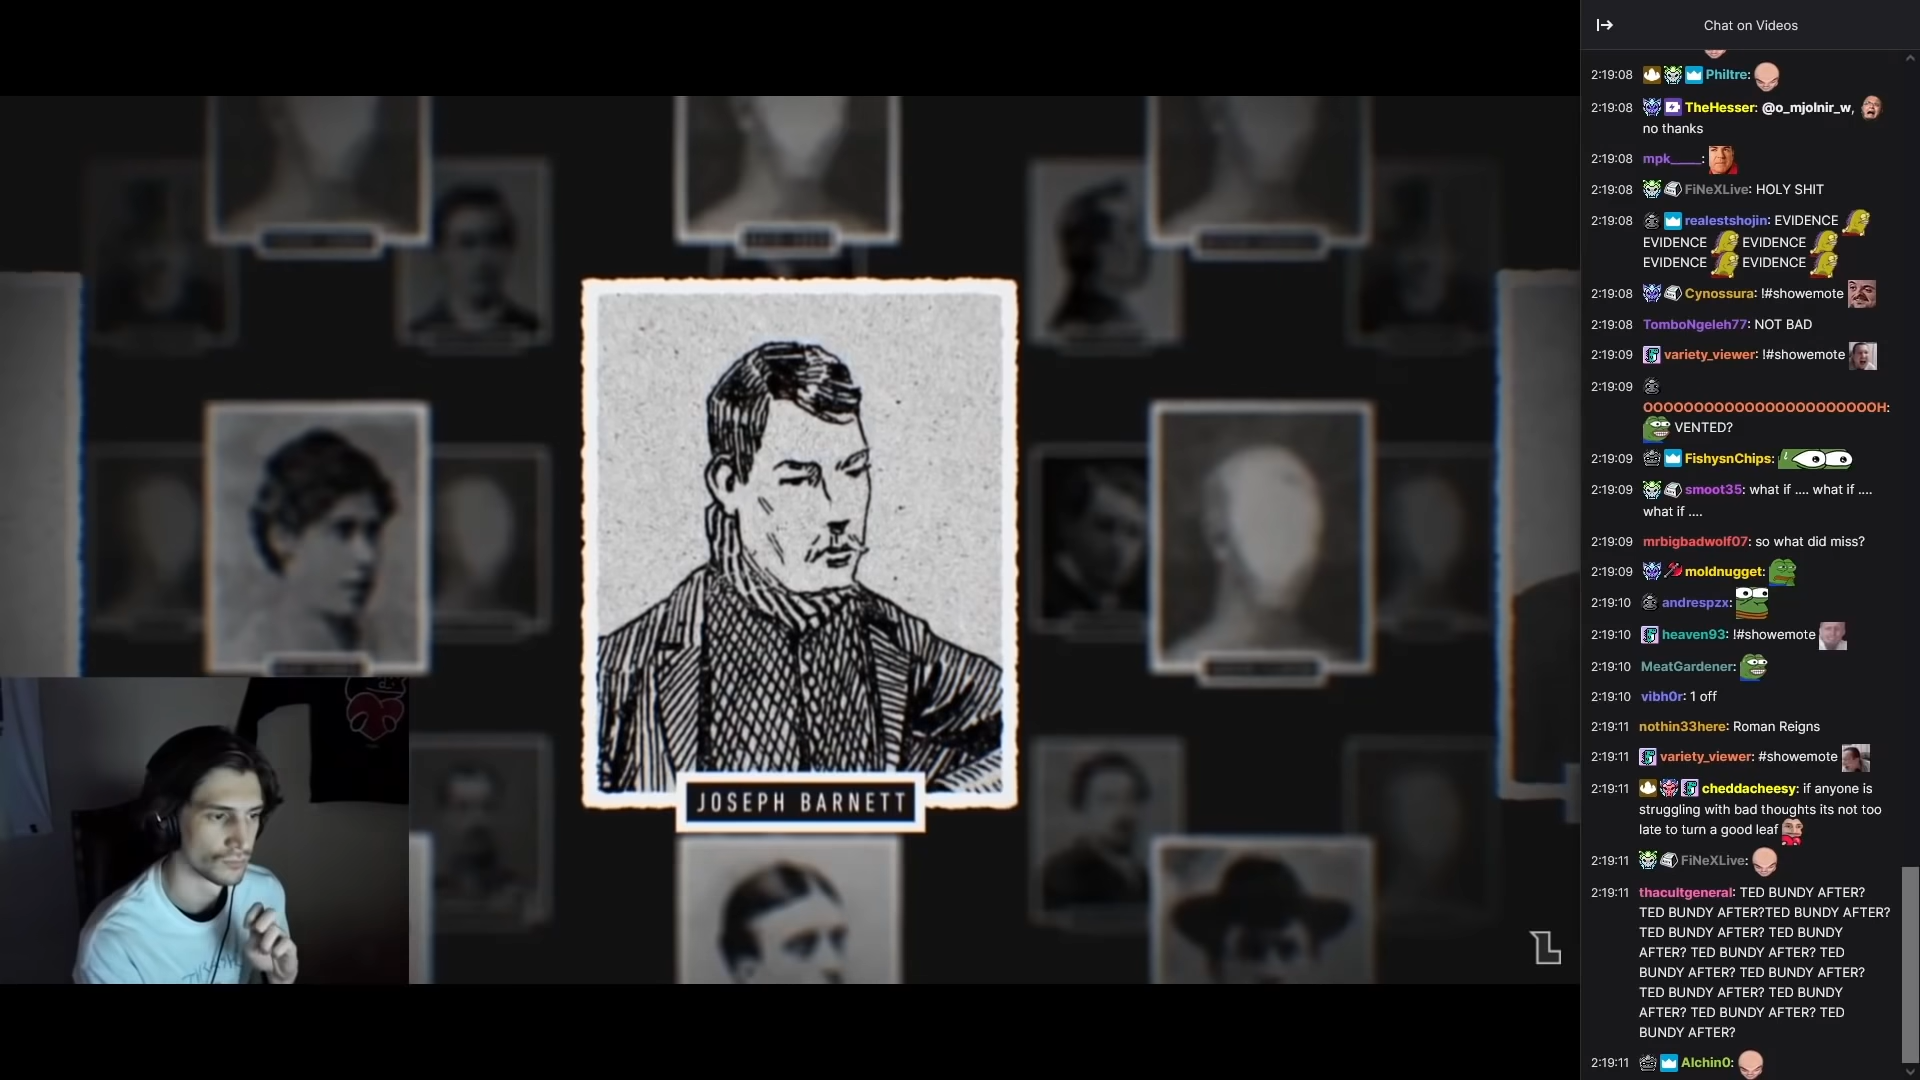 Chat on Videos
2:19:08 Philtre:
2:19:08 TheHesser: @o_mjolnir_w,
no thanks
2:19:08 mpk_____:
2:19:08 FiNeXLive: HOLY SHIT
2:19:08 realestshojin: EVIDENCE
EVIDENCE EVIDENCE
EVIDENCE EVIDENCE
2:19:08 Cynossura: !#showemote
2:19:08 TomboNgeleh77: NOT BAD
2:19:09 variety_viewer: !#showemote
2:19:09
OOOOOOOOOOOOOOOOOOOOOOOH:
VENTED?
2:19:09 FishysnChips:
2:19:09 smoot35: what if .... what if ....
what if ....
2:19:09 mrbigbadwolf07: so what did miss?
2:19:09 moldnugget:
2:19:10 andrespzx:
2:19:10 heaven93: !#showemote
2:19:10 MeatGardener:
2:19:10 vibh0r: 1 off
2:19:11 nothin33here: Roman Reigns
2:19:11 variety_viewer: #showemote
2:19:11 cheddacheesy: if anyone is
struggling with bad thoughts its not too
late to turn a good leaf
2:19:11 FiNeXLive:
2:19:11 thacultgeneral: TED BUNDY AFTER?
TED BUNDY AFTER?TED BUNDY AFTER?
TED BUNDY AFTER? TED BUNDY
AFTER? TED BUNDY AFTER? TED
BUNDY AFTER? TED BUNDY AFTER?
TED BUNDY AFTER? TED BUNDY
AFTER? TED BUNDY AFTER? TED
BUNDY AFTER?
2:19:11 Alchin0:
JOSEPH BARNETT